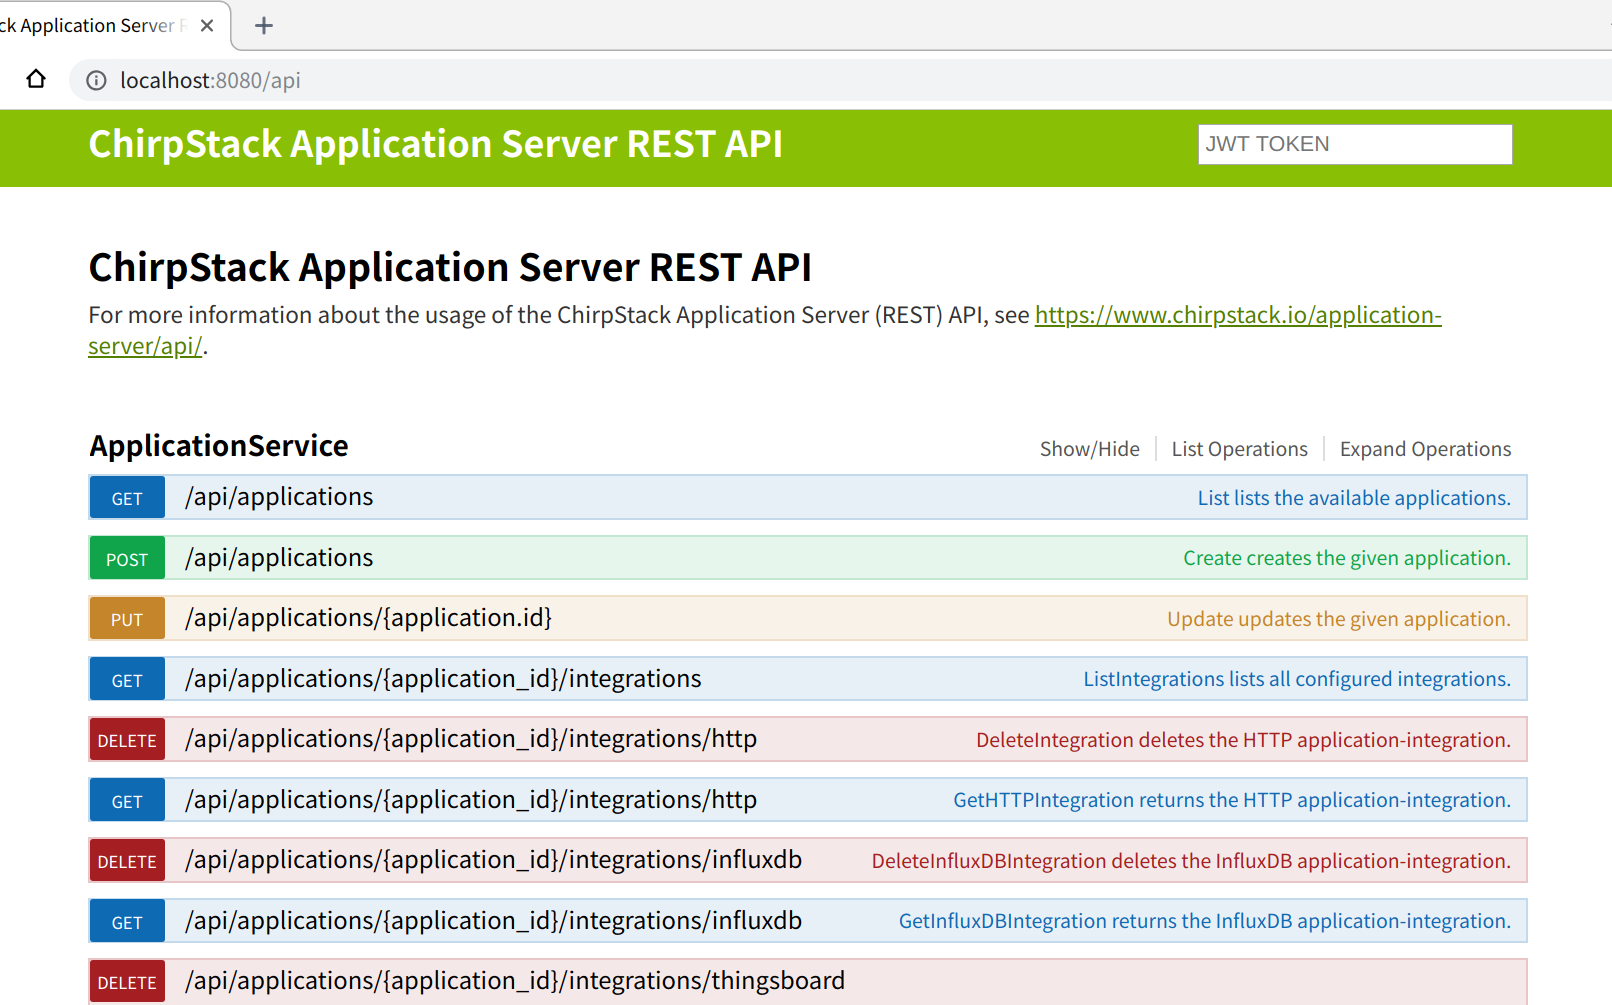 ck Application Server R
localhost:8080/api
ChirpStack Application Server REST API
JWT TOKEN
ChirpStack Application Server REST API
For more information about the usage of the ChirpStack Application Server (REST) API, see https://www.chirpstack.io/application-
server/api/.
ApplicationService Show/Hide List Operations Expand Operations
GET /api/applications List lists the available applications.
POST /api/applications Create creates the given application.
PUT /api/applications/{application.id} Update updates the given application.
GET /api/applications/{application_id}/integrations ListIntegrations lists all configured integrations.
DELETE /api/applications/{application_id}/integrations/http DeleteIntegration deletes the HTTP application-integration.
GET /api/applications/{application_id}/integrations/http GetHTTPIntegration returns the HTTP application-integration.
DELETE /api/applications/{application_id}/integrations/influxdb DeleteInfluxDBIntegration deletes the InfluxDB application-integration.
GET /api/applications/{application_id}/integrations/influxdb GetInfluxDBIntegration returns the InfluxDB application-integration.
DELETE /api/applications/{application_id}/integrations/thingsboard